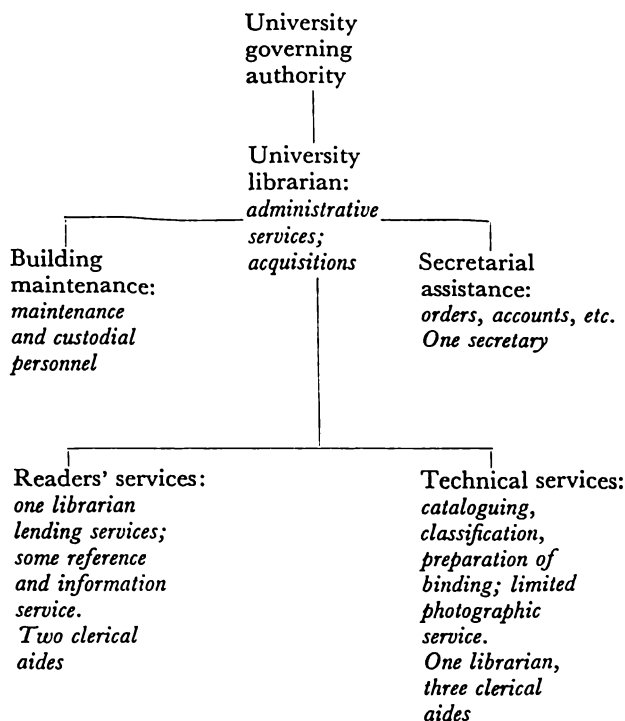 University
governing
authority
University
librarian:
administrative
services;
acquisitions
Building
maintenance:
maintenance
and custodial
personnel
Secretarial
assistance:
orders, accounts, etc.
One secretary
Readers' services:
one librarian
lending services;
some reference
and information
service.
Two clerical
aides
Technical services:
cataloguing,
classification,
preparation of
binding; limited
photographic
service.
One librarian,
three clerical
aides